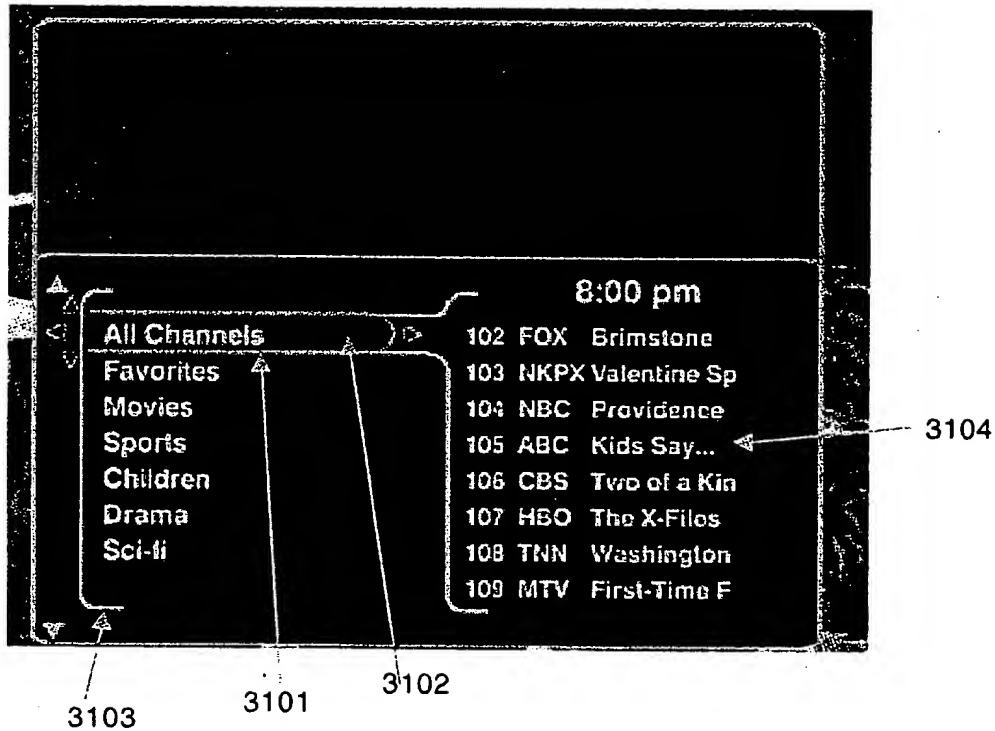 8:00 pm
All Channels
Favorites
Movies
Sports
Children
Drama
Sci-fi
102 FOX Brimstone
103 NKPX Valentine Sp
104 NBC Providence
105 ABC Kids Say...
106 CBS Two of a Kin
107 HBO The X-Files
108 TNN Washington
109 MTV First-Time F
3104
3102
3101
3103